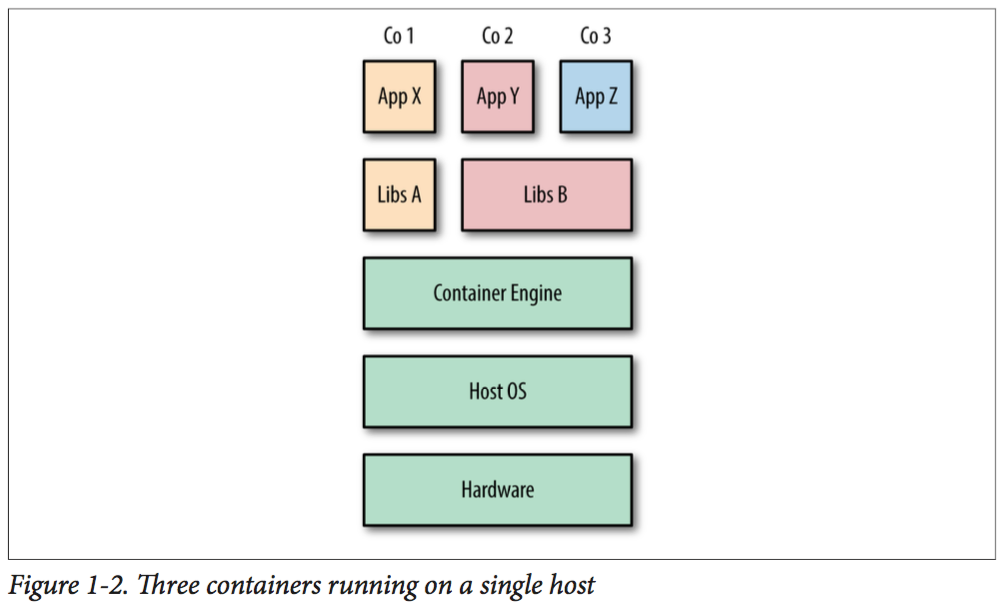 Co 1 Co 2 Co 3
App X App Y App Z
Libs A Libs B
Container Engine
Host OS
Hardware
Figure 1-2. Three containers running on a single host